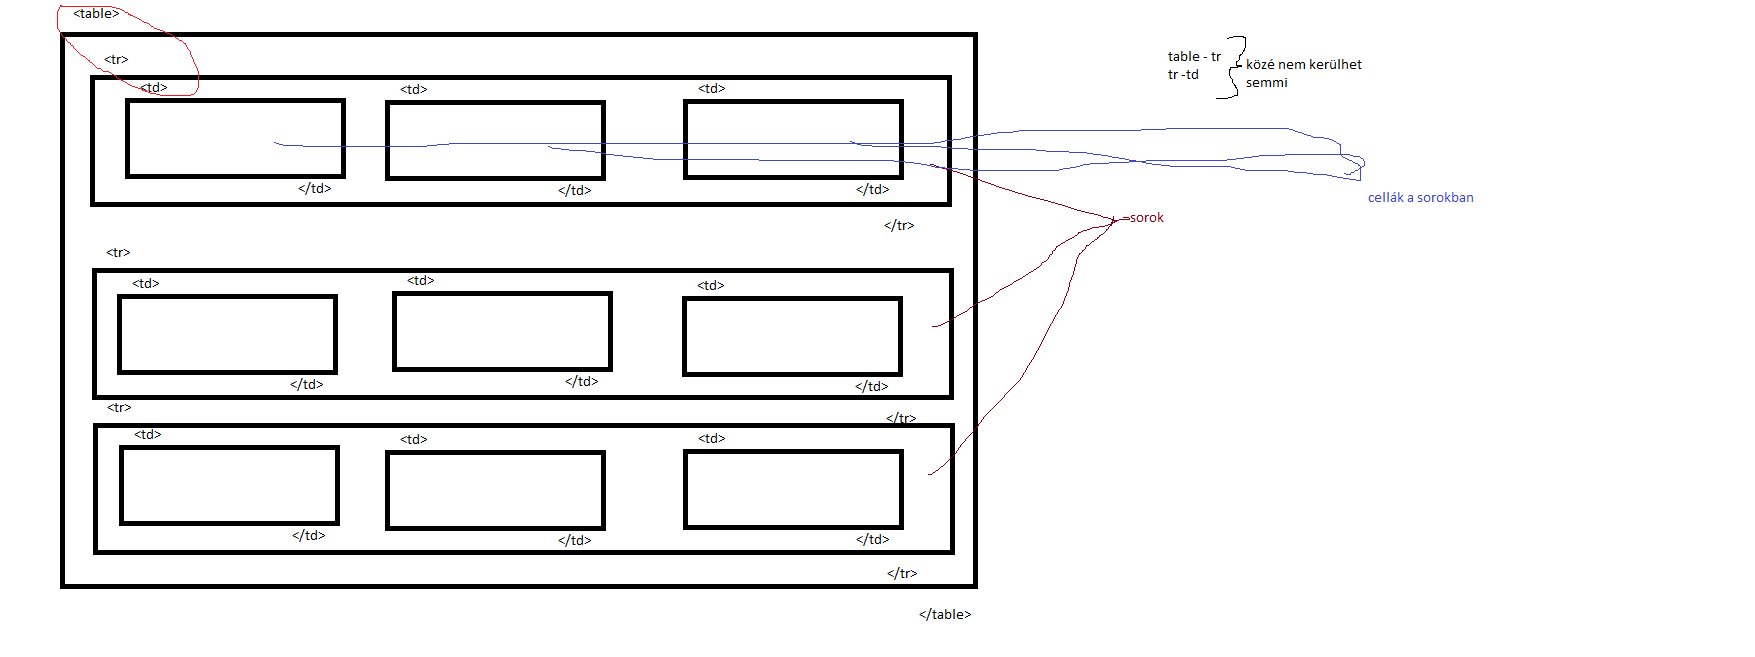 <table>
<tr>
<td> <td> <td>
</td> </td> </td>
</tr>
<tr>
<td> <td> <td>
</td> </td> </td>
</tr>
<tr>
<td> <td> <td>
</td> </td> </td>
</tr>
</table>
table - tr
tr -td
közé nem kerülhet
semmi
cellák a sorokban
sorok